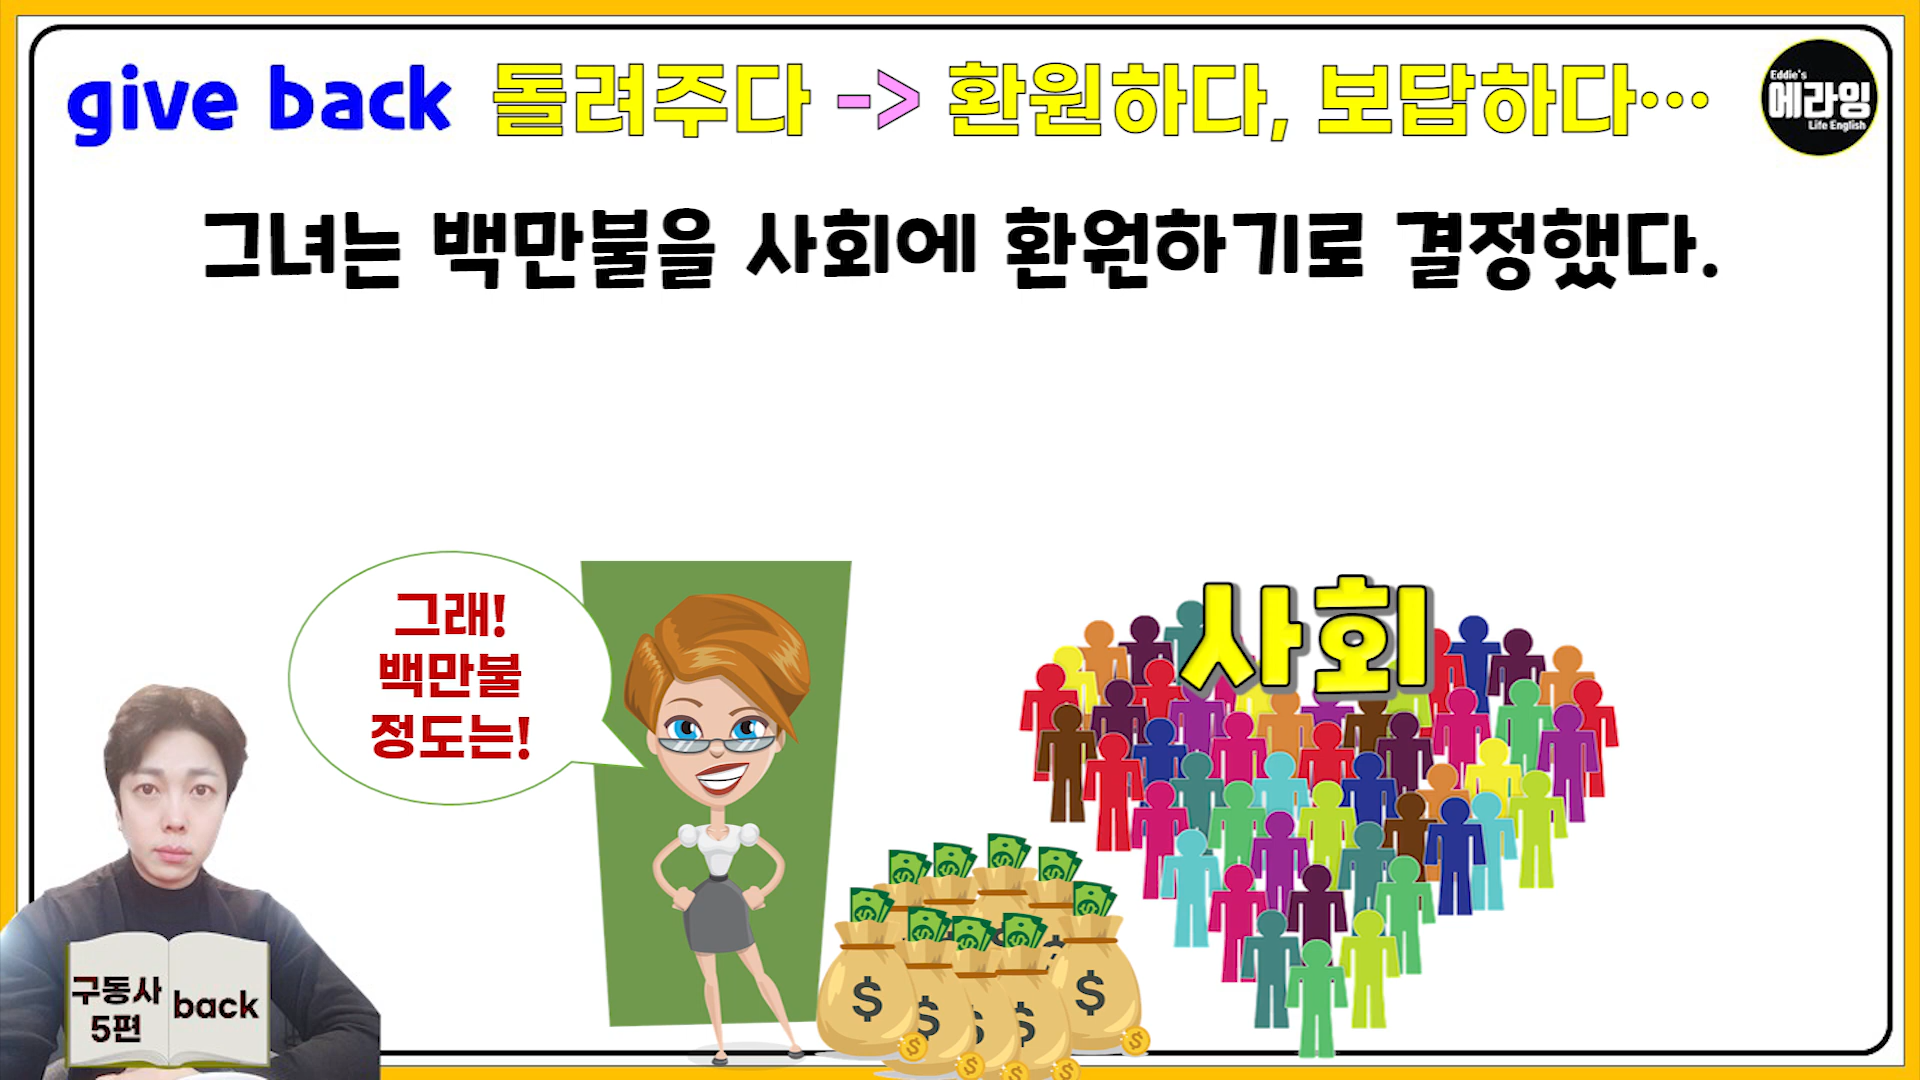 give back 돌려주다 -> 환원하다, 보답하다…
Eddie's
에라잉
Life English
그녀는 백만불을 사회에 환원하기로 결정했다.
그래!
백만불
정도는!
사회
구동사
5편
back
$
$
$
$
$